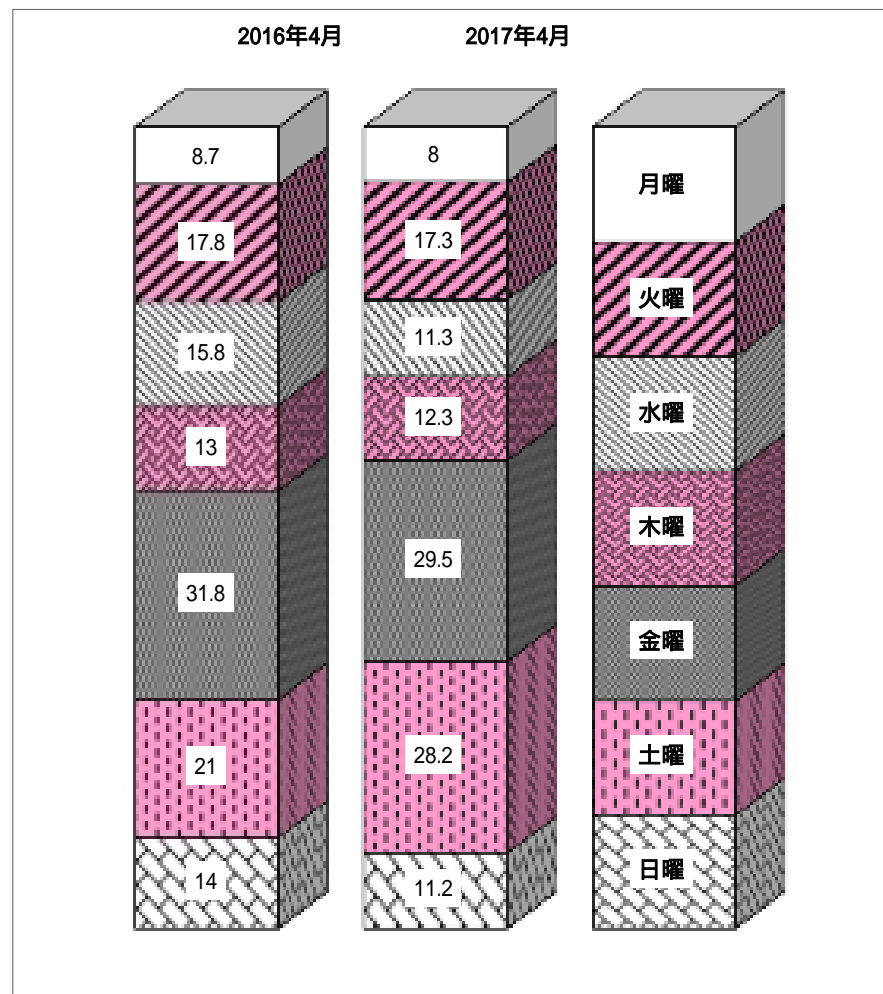 2016年4月 2017年4月
8.7 8 月曜
17.8 17.3 火曜
15.8 11.3 水曜
13 12.3 木曜
31.8 29.5 金曜
21 28.2 土曜
14 11.2 日曜